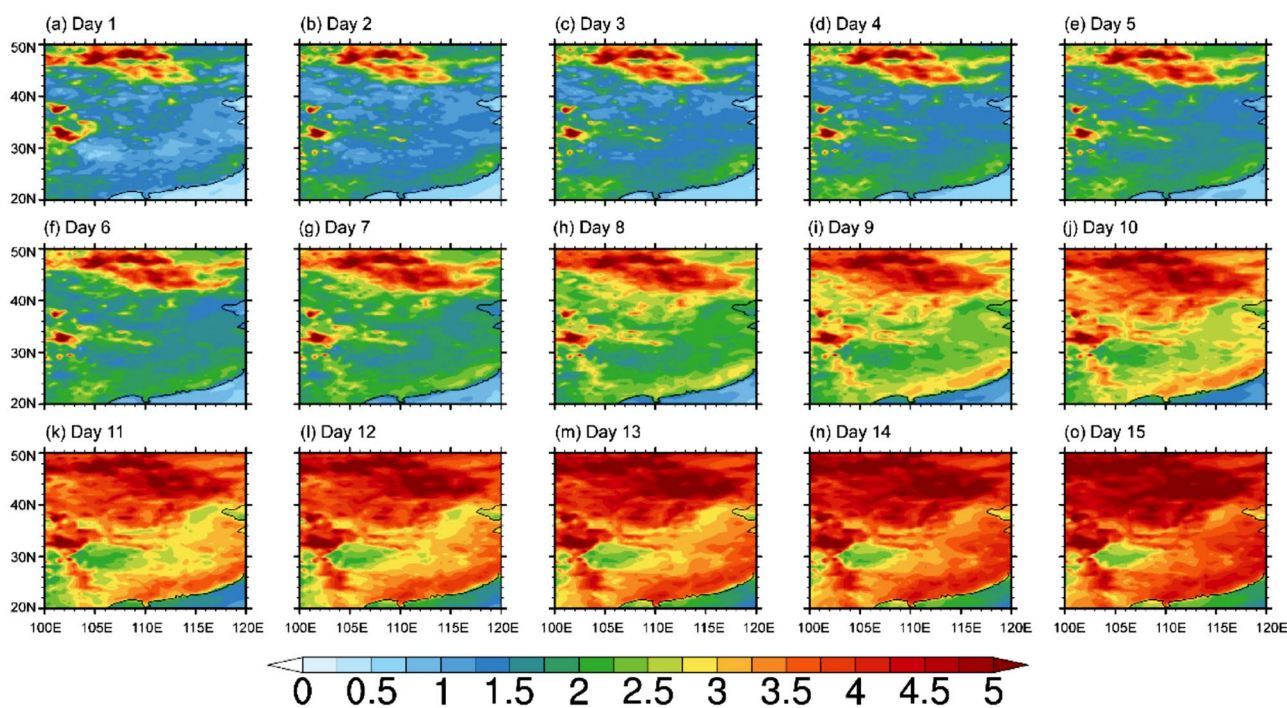 (a) Day 1 (b) Day 2 (c) Day 3 (d) Day 4 (e) Day 5
50N
40N
30N
20N
(f) Day 6 (g) Day 7 (h) Day 8 (i) Day 9 (j) Day 10
50N
40N
30N
20N
(k) Day 11 (l) Day 12 (m) Day 13 (n) Day 14 (o) Day 15
50N
40N
30N
20N
100E 105E 110E 115E 120E 100E 105E 110E 115E 120E 100E 105E 110E 115E 120E 100E 105E 110E 115E 120E 100E 105E 110E 115E 120E
0 0.5 1 1.5 2 2.5 3 3.5 4 4.5 5